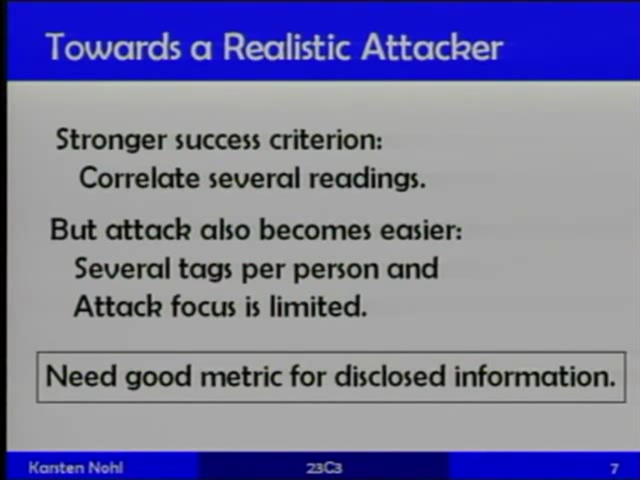 Towards a Realistic Attacker
Stronger success criterion:
Correlate several readings.
But attack also becomes easier:
Several tags per person and
Attack focus is limited.
Need good metric for disclosed information.
Karsten Nohl 23C3 7